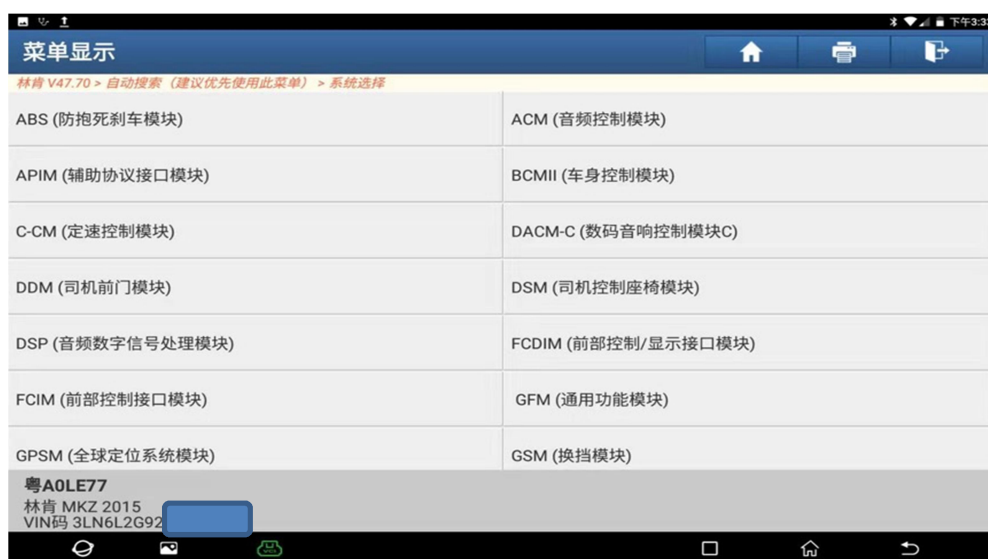 下午3:33
菜单显示
林肯 V47.70 > 自动搜索（建议优先使用此菜单） > 系统选择
ABS (防抱死刹车模块)
ACM (音频控制模块)
APIM (辅助协议接口模块)
BCMII (车身控制模块)
C-CM (定速控制模块)
DACM-C (数码音响控制模块C)
DDM (司机前门模块)
DSM (司机控制座椅模块)
DSP (音频数字信号处理模块)
FCDIM (前部控制/显示接口模块)
FCIM (前部控制接口模块)
GFM (通用功能模块)
GPSM (全球定位系统模块)
GSM (换挡模块)
粤A0LE77
林肯 MKZ 2015
VIN码 3LN6L2G92